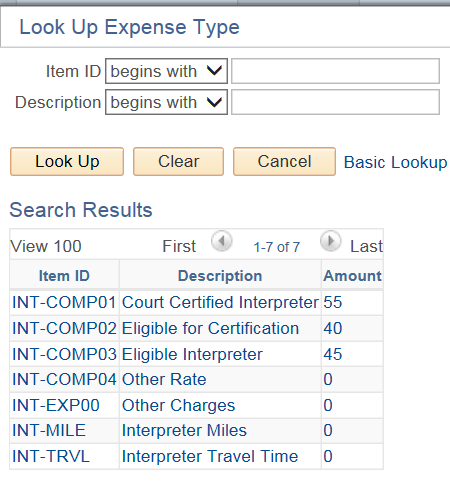 Look Up Expense Type
Item ID begins with
Description begins with
Look Up Clear Cancel Basic Lookup
Search Results
View 100 First 1-7 of 7 Last
Item ID Description Amount
INT-COMP01 Court Certified Interpreter 55
INT-COMP02 Eligible for Certification 40
INT-COMP03 Eligible Interpreter 45
INT-COMP04 Other Rate 0
INT-EXP00 Other Charges 0
INT-MILE Interpreter Miles 0
INT-TRVL Interpreter Travel Time 0